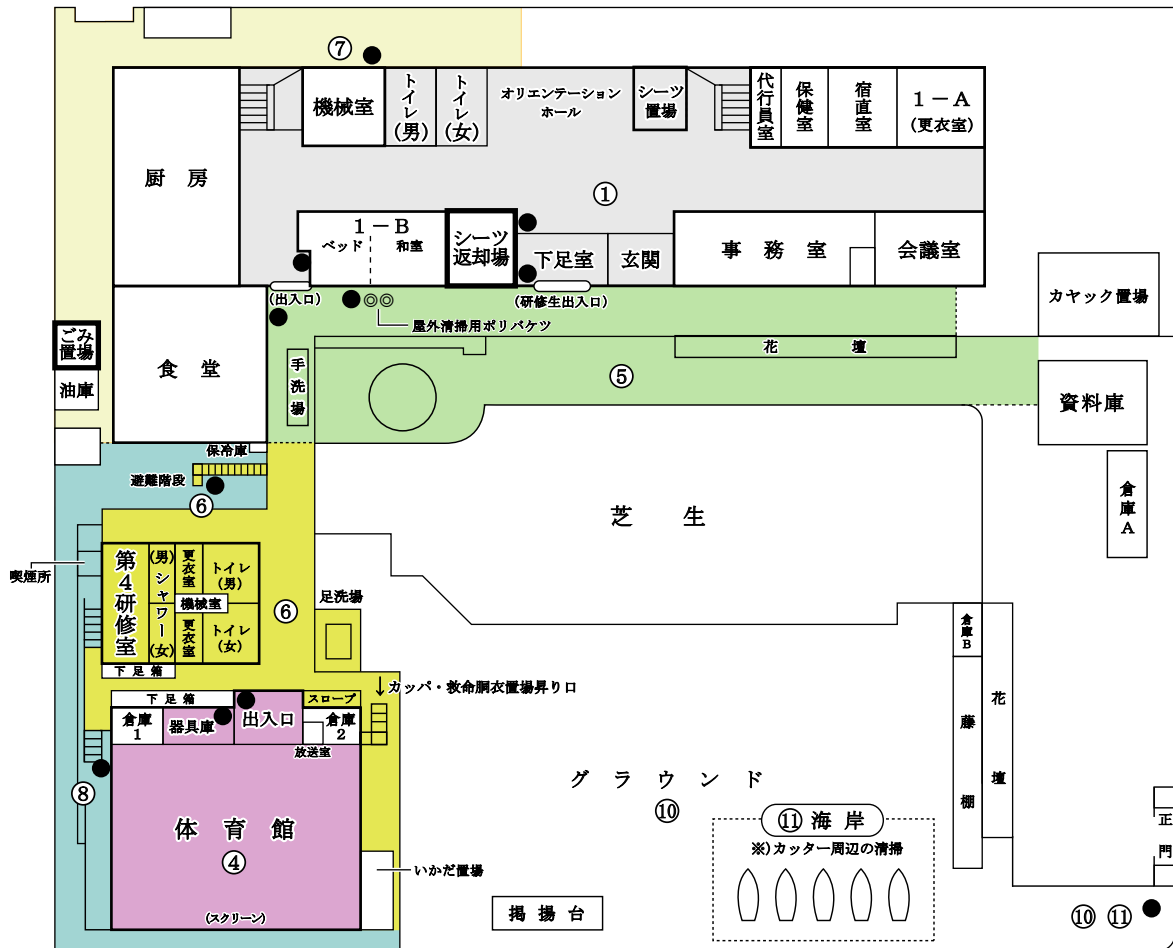 ⑦
機械室
トイレ(男)
トイレ(女)
オリエンテーション
ホール
シーツ
置場
代行員室
保健室
宿直室
1－A
(更衣室)
厨 房
①
1－B
ベッド 和室
シーツ
返却場
下足室
玄関
事 務 室
会議室
(出入口)
(研修生出入口)
屋外清掃用ポリバケツ
カヤック置場
ごみ
置場
油庫
食 堂
手洗場
花 壇
⑤
資料庫
保冷庫
避難階段
⑥
芝 生
倉庫A
喫煙所
第4研修室
(男)シャワー(女)
更衣室
トイレ
(男)
機械室
更衣室
トイレ
(女)
下足箱
⑥
足洗場
倉庫B
藤棚
花壇
カッパ・救命胴衣置場昇り口
下足箱
スロープ
倉庫
1
器具庫
出入口
倉庫
2
放送室
⑧
体 育 館
④
(スクリーン)
いかだ置場
グ ラ ウ ン ド
⑩
⑪海岸
※)カッター周辺の清掃
掲揚台
正門
⑩ ⑪